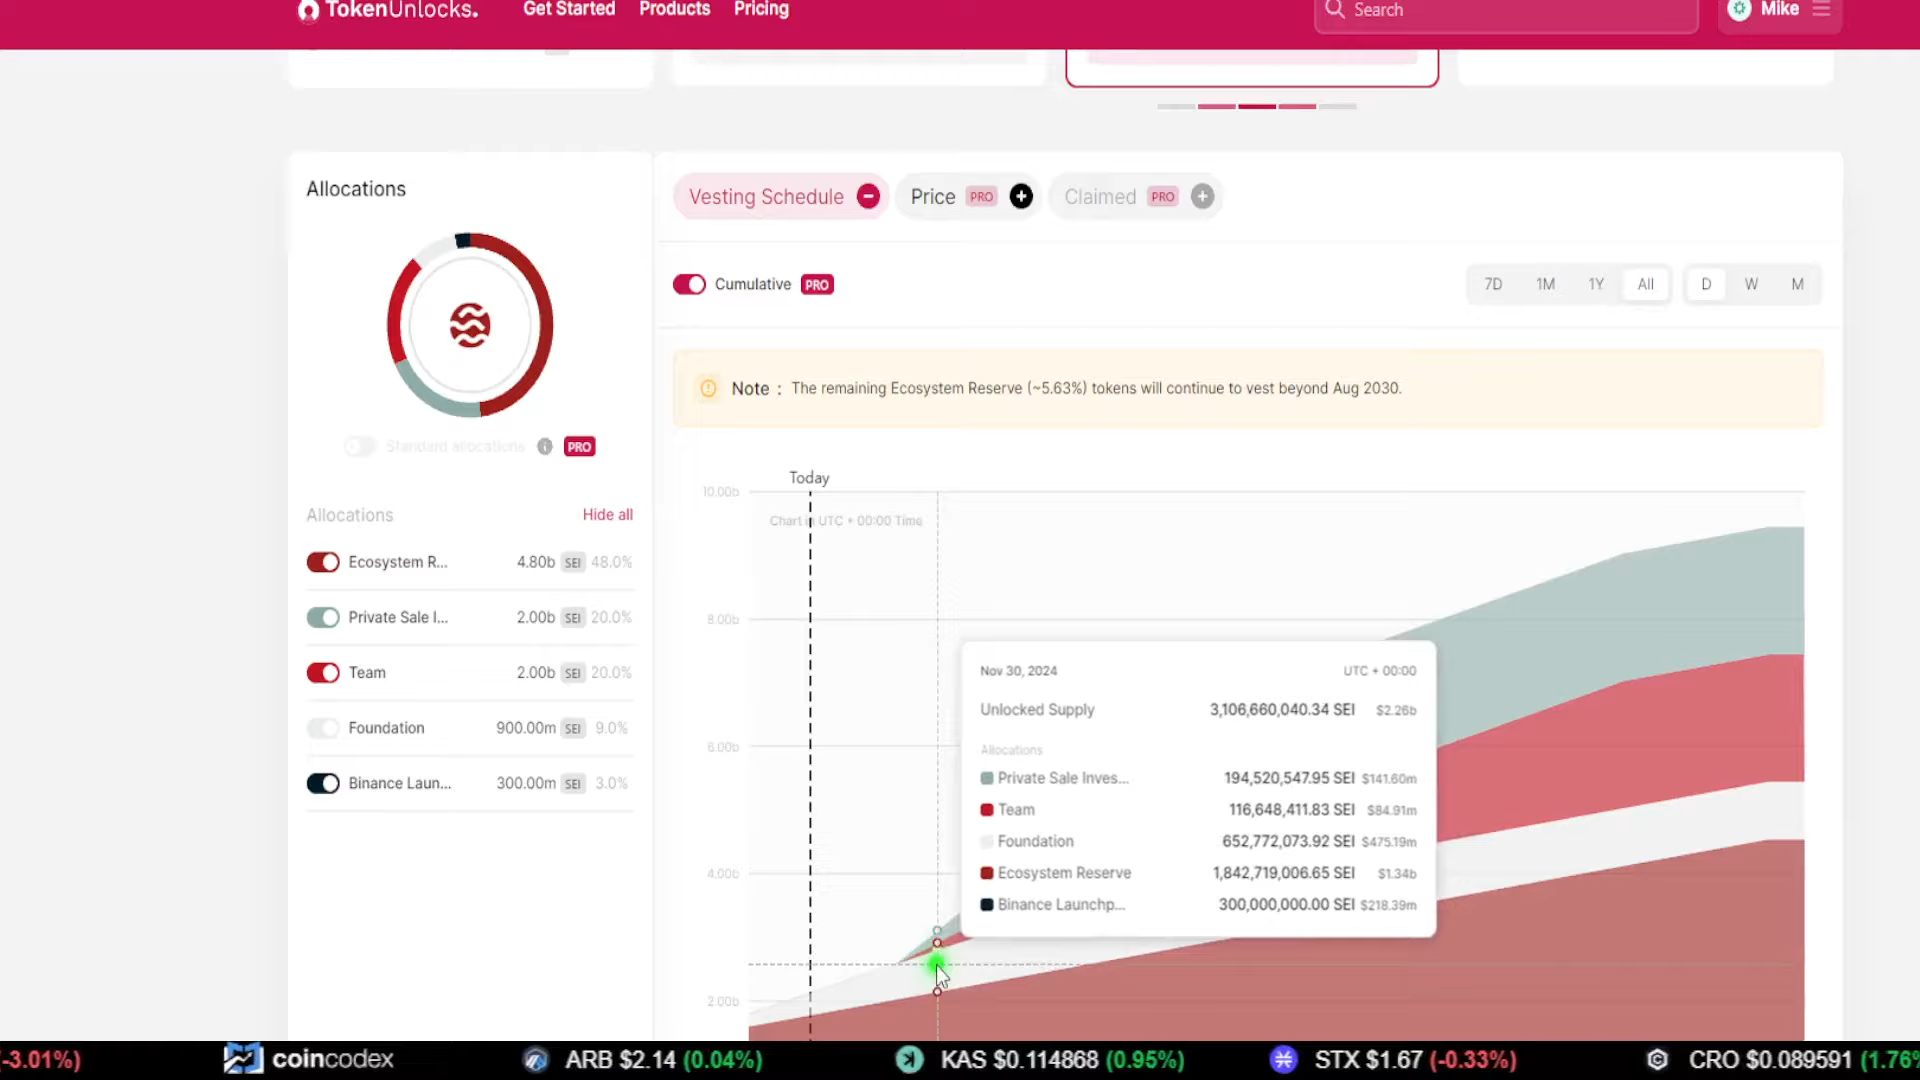 TokenUnlocks.
Get Started
Products
Pricing
Search
Mike
Allocations
Vesting Schedule
Price PRO
Claimed PRO
Cumulative PRO
7D 1M 1Y All
D W M
Note : The remaining Ecosystem Reserve (~5.63%) tokens will continue to vest beyond Aug 2030.
Standard allocations PRO
Allocations Hide all
Ecosystem R... 4.80b SEI 48.0%
Private Sale I... 2.00b SEI 20.0%
Team 2.00b SEI 20.0%
Foundation 900.00m SEI 9.0%
Binance Laun... 300.00m SEI 3.0%
Today
10.00b
Chart in UTC + 00:00 Time
8.00b
6.00b
4.00b
2.00b
Nov 30, 2024 UTC + 00:00
Unlocked Supply 3,106,660,040.34 SEI $2.26b
Allocations
Private Sale Inves... 194,520,547.95 SEI $141.60m
Team 116,648,411.83 SEI $84.91m
Foundation 652,772,073.92 SEI $475.19m
Ecosystem Reserve 1,842,719,006.65 SEI $1.34b
Binance Launchp... 300,000,000.00 SEI $218.39m
(-3.01%) coincodex ARB $2.14 (0.04%) KAS $0.114868 (0.95%) STX $1.67 (-0.33%) CRO $0.089591 (1.76%